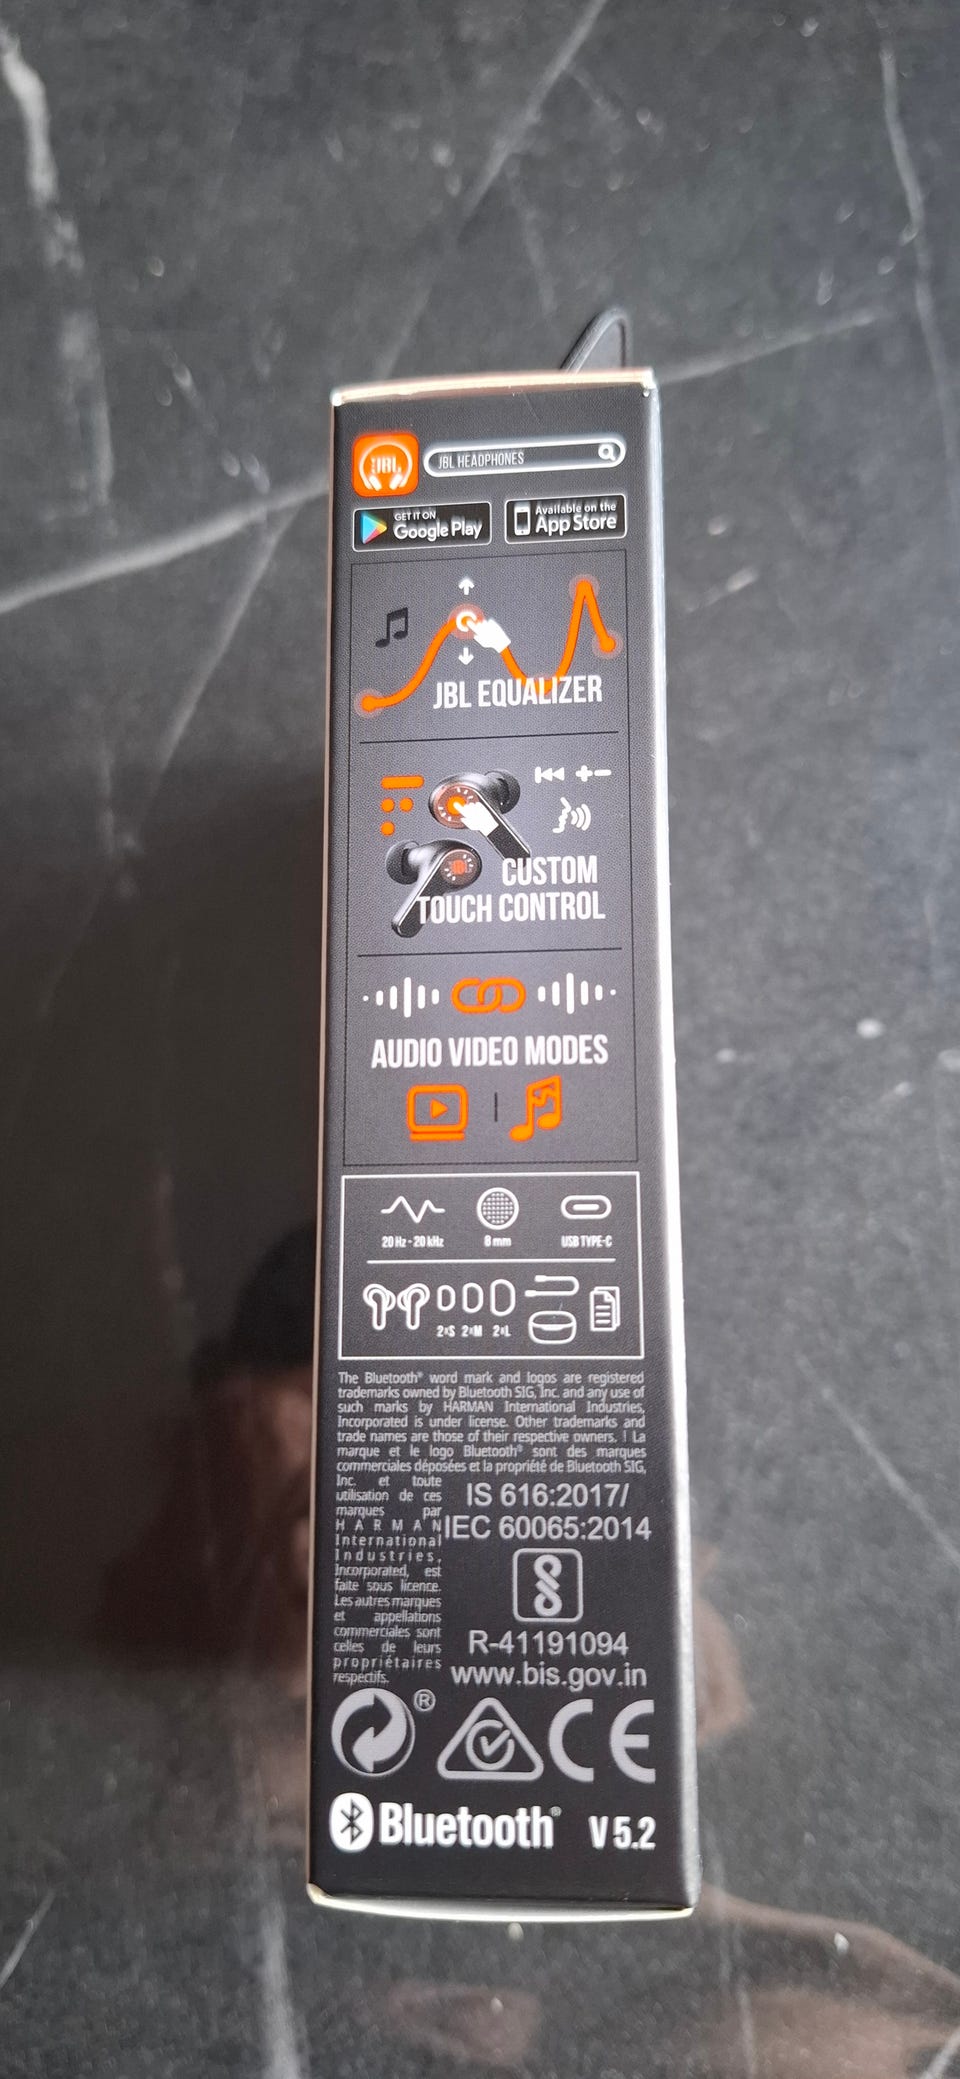 JBL
JBL HEADPHONES
GET IT ON
Google Play
Available on the
App Store
JBL EQUALIZER
JBL
CUSTOM
TOUCH CONTROL
AUDIO VIDEO MODES
20 Hz - 20 kHz
8 mm
USB TYPE-C
2×S 2×M 2×L
The Bluetooth® word mark and logos are registered
trademarks owned by Bluetooth SIG, Inc. and any use of
such marks by HARMAN International Industries,
Incorporated is under license. Other trademarks and
trade names are those of their respective owners. ! La
marque et le logo Bluetooth® sont des marques
commerciales déposées et la propriété de Bluetooth SIG,
Inc. et toute
utilisation de ces
marques par
HARMAN
International
Industries,
Incorporated, est
faite sous licence.
Les autres marques
et appellations
commerciales sont
celles de leurs
propriétaires
respectifs.
IS 616:2017/
IEC 60065:2014
R-41191094
www.bis.gov.in
®
CE
Bluetooth® V 5.2